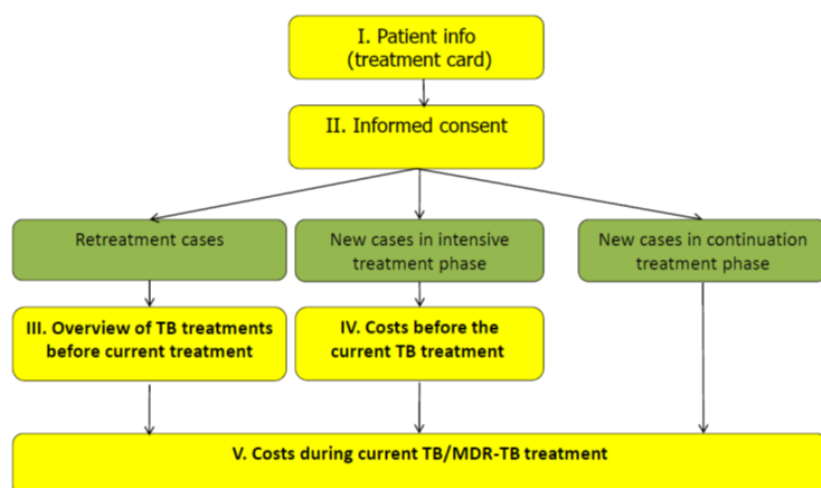 I. Patient info
(treatment card)
II. Informed consent
Retreatment cases
New cases in intensive
treatment phase
New cases in continuation
treatment phase
III. Overview of TB treatments
before current treatment
IV. Costs before the
current TB treatment
V. Costs during current TB/MDR-TB treatment